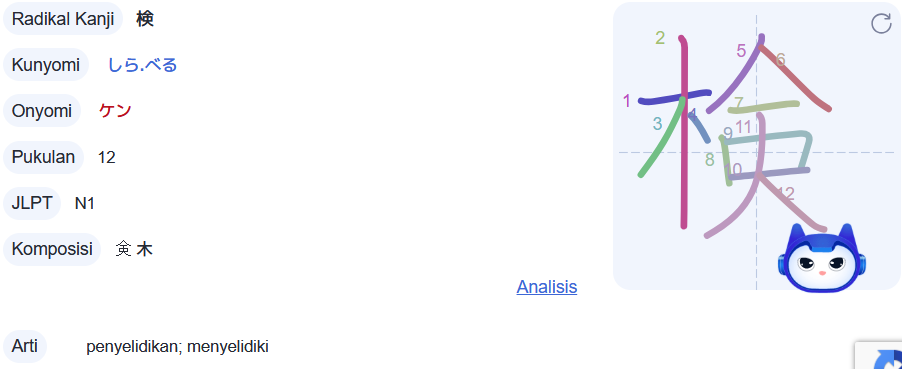 Radikal Kanji 検
Kunyomi しら.べる
Onyomi ケン
Pukulan 12
JLPT N1
Komposisi 㑒 木
Analisis
Arti penyelidikan; menyelidiki
1
2
3
4
5
6
7
8
9
10
11
12
検